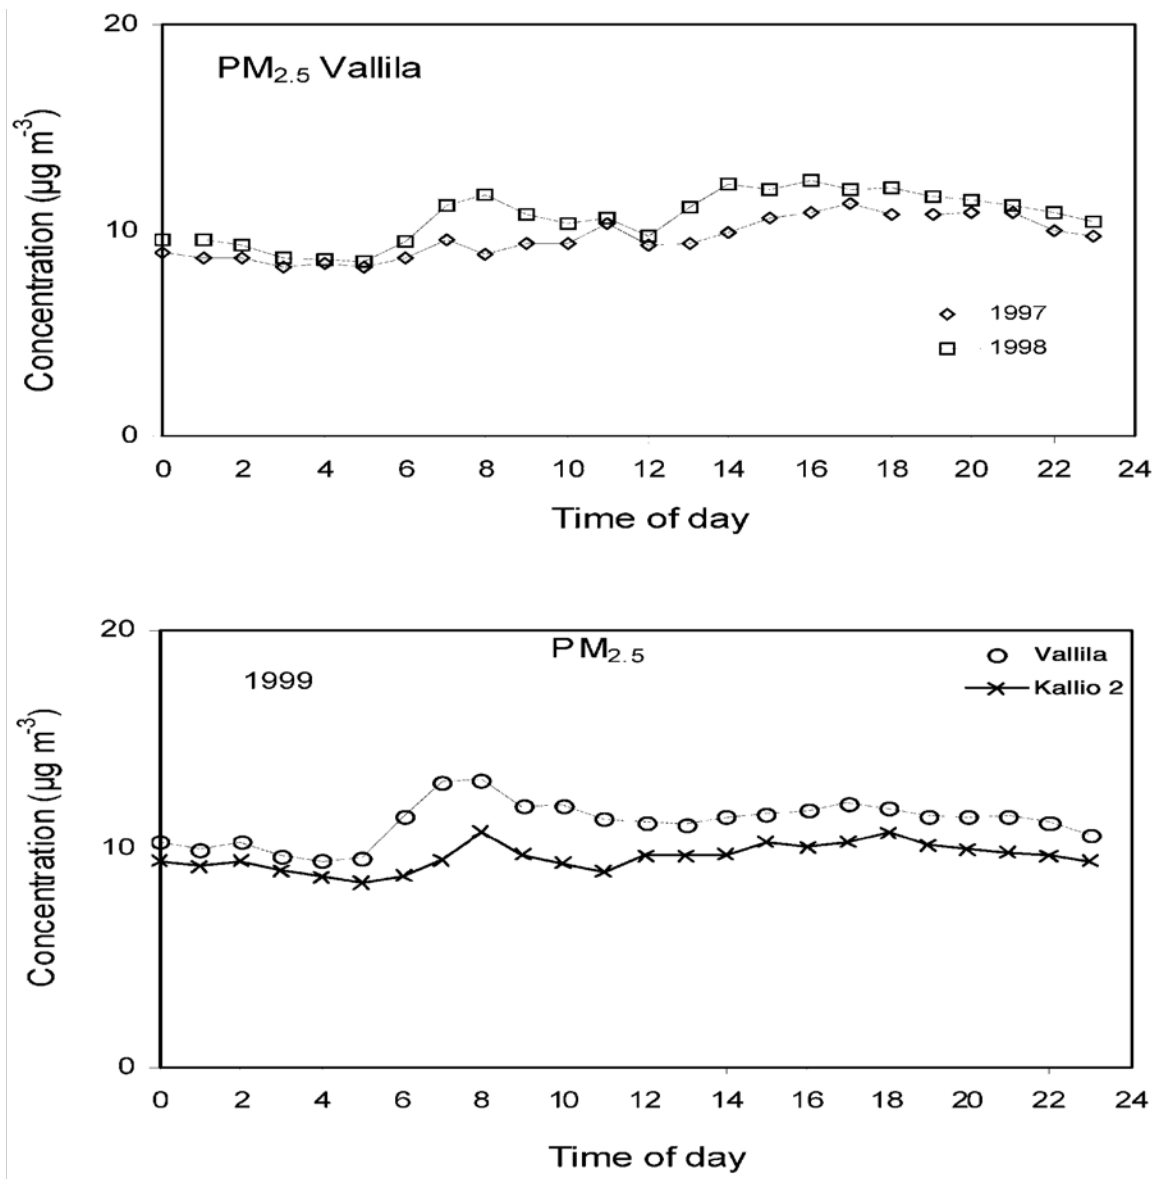 20
PM2.5 Vallila
Concentration (µg m-3)
10
1997
1998
0
0 2 4 6 8 10 12 14 16 18 20 22 24
Time of day
20
PM2.5
1999
Vallila
Kallio 2
Concentration (µg m-3)
10
0
0 2 4 6 8 10 12 14 16 18 20 22 24
Time of day